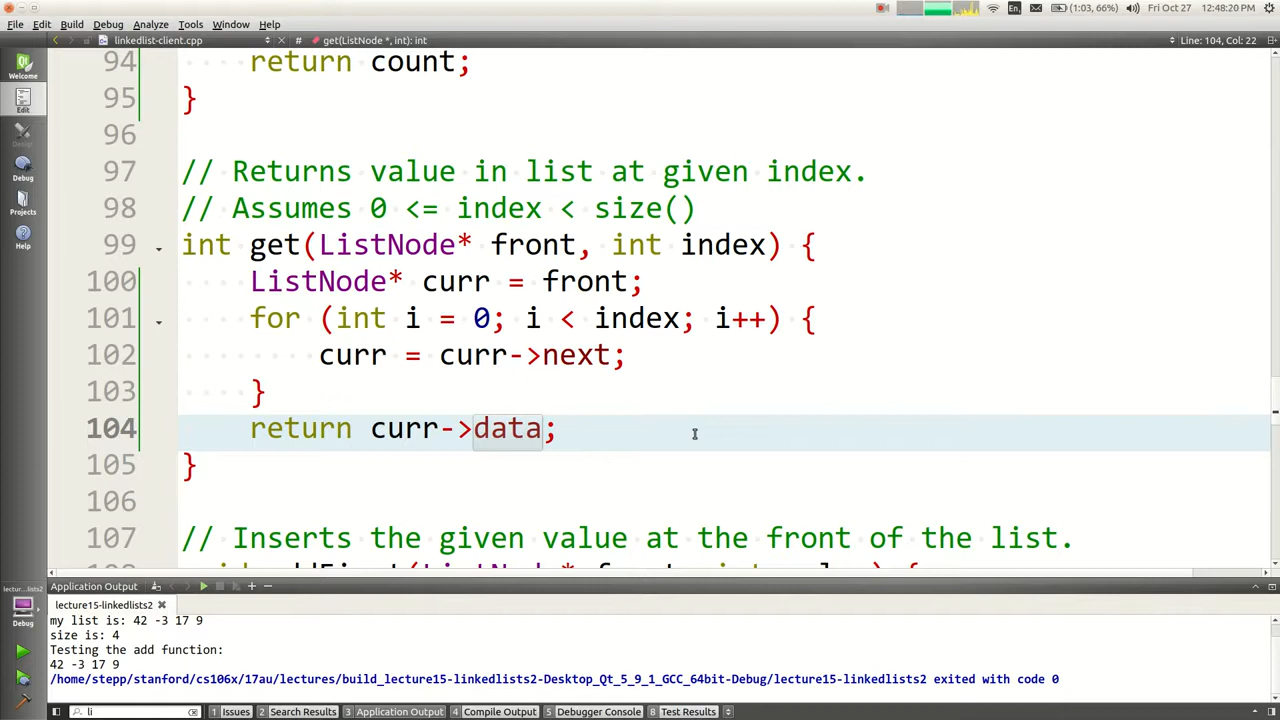 (1:03, 66%) Fri Oct 27 12:48:20 PM
File Edit Build Debug Analyze Tools Window Help
linkedlist-client.cpp # get(ListNode *, int): int Line: 104, Col: 22
Welcome
Edit
Design
Debug
Projects
Help
94 return count;
95 }
96
97 // Returns value in list at given index.
98 // Assumes 0 <= index < size()
99 int get(ListNode* front, int index) {
100 ListNode* curr = front;
101 for (int i = 0; i < index; i++) {
102 curr = curr->next;
103 }
104 return curr->data;
105 }
106
107 // Inserts the given value at the front of the list.
lectur...lists2
Debug
Application Output
lecture15-linkedlists2
my list is: 42 -3 17 9
size is: 4
Testing the add function:
42 -3 17 9
/home/stepp/stanford/cs106x/17au/lectures/build_lecture15-linkedlists2-Desktop_Qt_5_9_1_GCC_64bit-Debug/lecture15-linkedlists2 exited with code 0
li 1 Issues 2 Search Results 3 Application Output 4 Compile Output 5 Debugger Console 8 Test Results